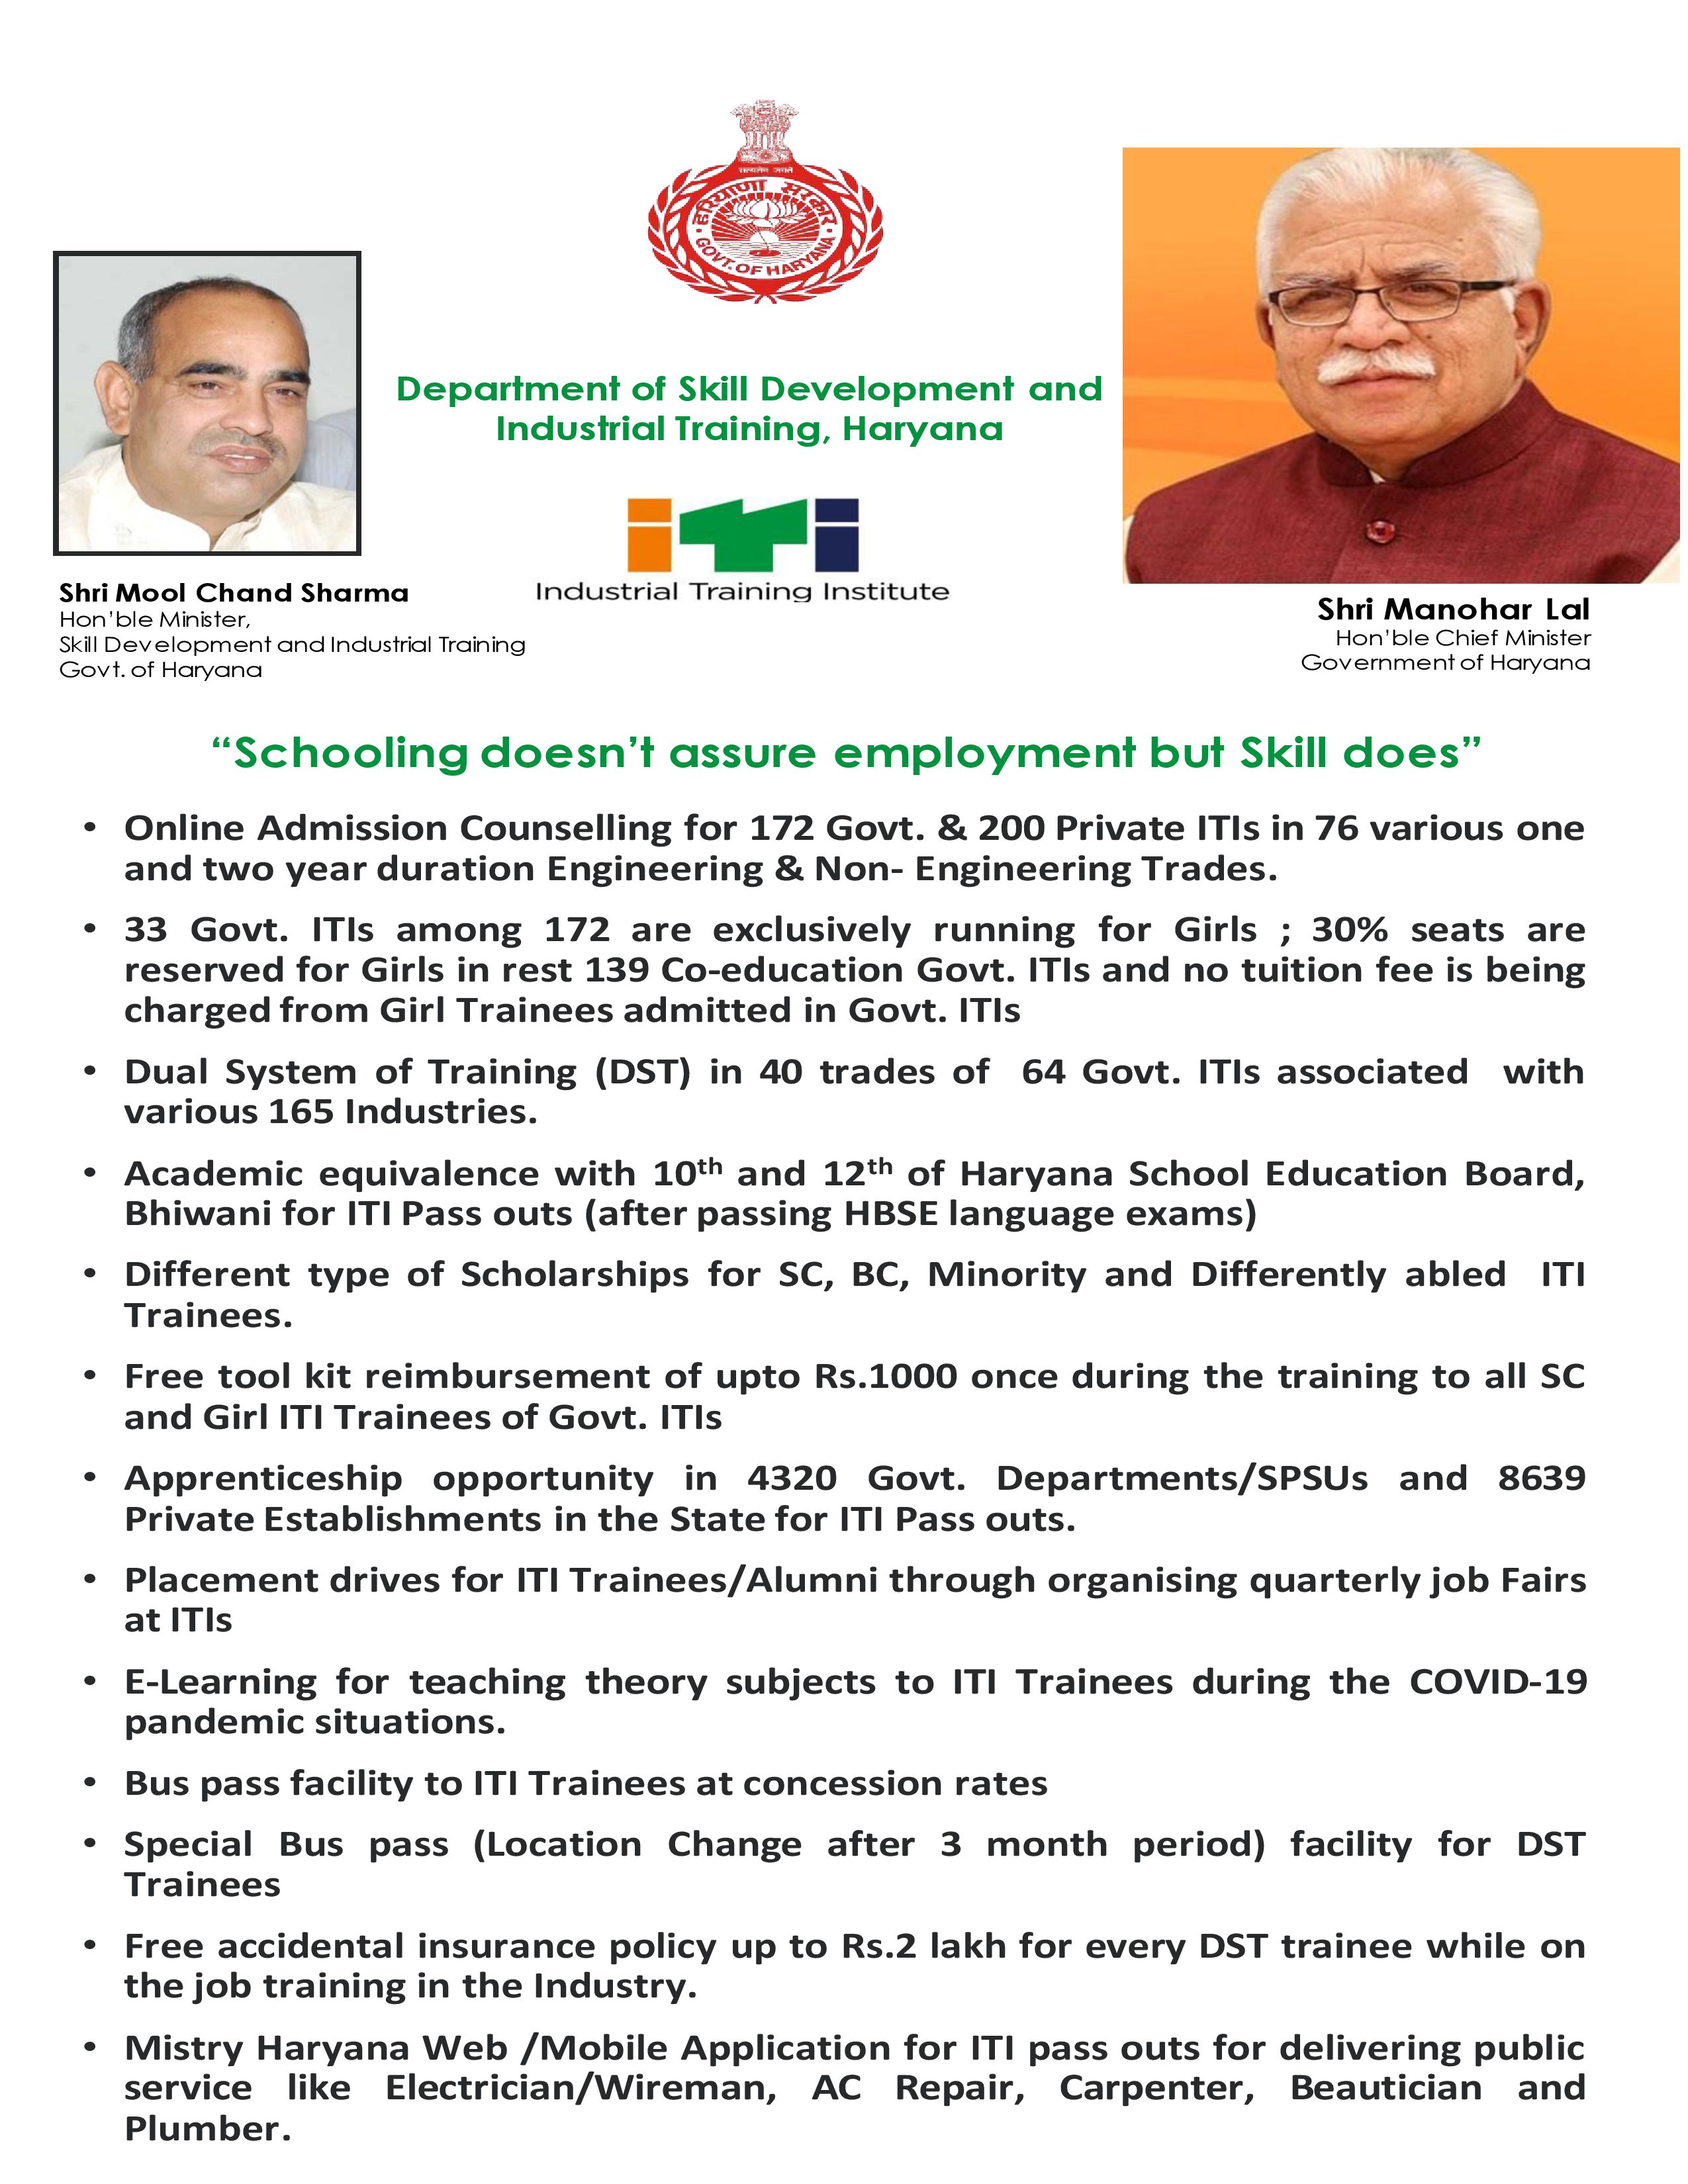 सत्यमेव जयते
हरियाणा सरकार
GOVT. OF HARYANA
Department of Skill Development and
Industrial Training, Haryana
iTi
Industrial Training Institute
Shri Mool Chand Sharma
Hon’ble Minister,
Skill Development and Industrial Training
Govt. of Haryana
Shri Manohar Lal
Hon’ble Chief Minister
Government of Haryana
“Schooling doesn’t assure employment but Skill does”
• Online Admission Counselling for 172 Govt. & 200 Private ITIs in 76 various one
and two year duration Engineering & Non- Engineering Trades.
• 33 Govt. ITIs among 172 are exclusively running for Girls ; 30% seats are
reserved for Girls in rest 139 Co-education Govt. ITIs and no tuition fee is being
charged from Girl Trainees admitted in Govt. ITIs
• Dual System of Training (DST) in 40 trades of 64 Govt. ITIs associated with
various 165 Industries.
• Academic equivalence with 10th and 12th of Haryana School Education Board,
Bhiwani for ITI Pass outs (after passing HBSE language exams)
• Different type of Scholarships for SC, BC, Minority and Differently abled ITI
Trainees.
• Free tool kit reimbursement of upto Rs.1000 once during the training to all SC
and Girl ITI Trainees of Govt. ITIs
• Apprenticeship opportunity in 4320 Govt. Departments/SPSUs and 8639
Private Establishments in the State for ITI Pass outs.
• Placement drives for ITI Trainees/Alumni through organising quarterly job Fairs
at ITIs
• E-Learning for teaching theory subjects to ITI Trainees during the COVID-19
pandemic situations.
• Bus pass facility to ITI Trainees at concession rates
• Special Bus pass (Location Change after 3 month period) facility for DST
Trainees
• Free accidental insurance policy up to Rs.2 lakh for every DST trainee while on
the job training in the Industry.
• Mistry Haryana Web /Mobile Application for ITI pass outs for delivering public
service like Electrician/Wireman, AC Repair, Carpenter, Beautician and
Plumber.